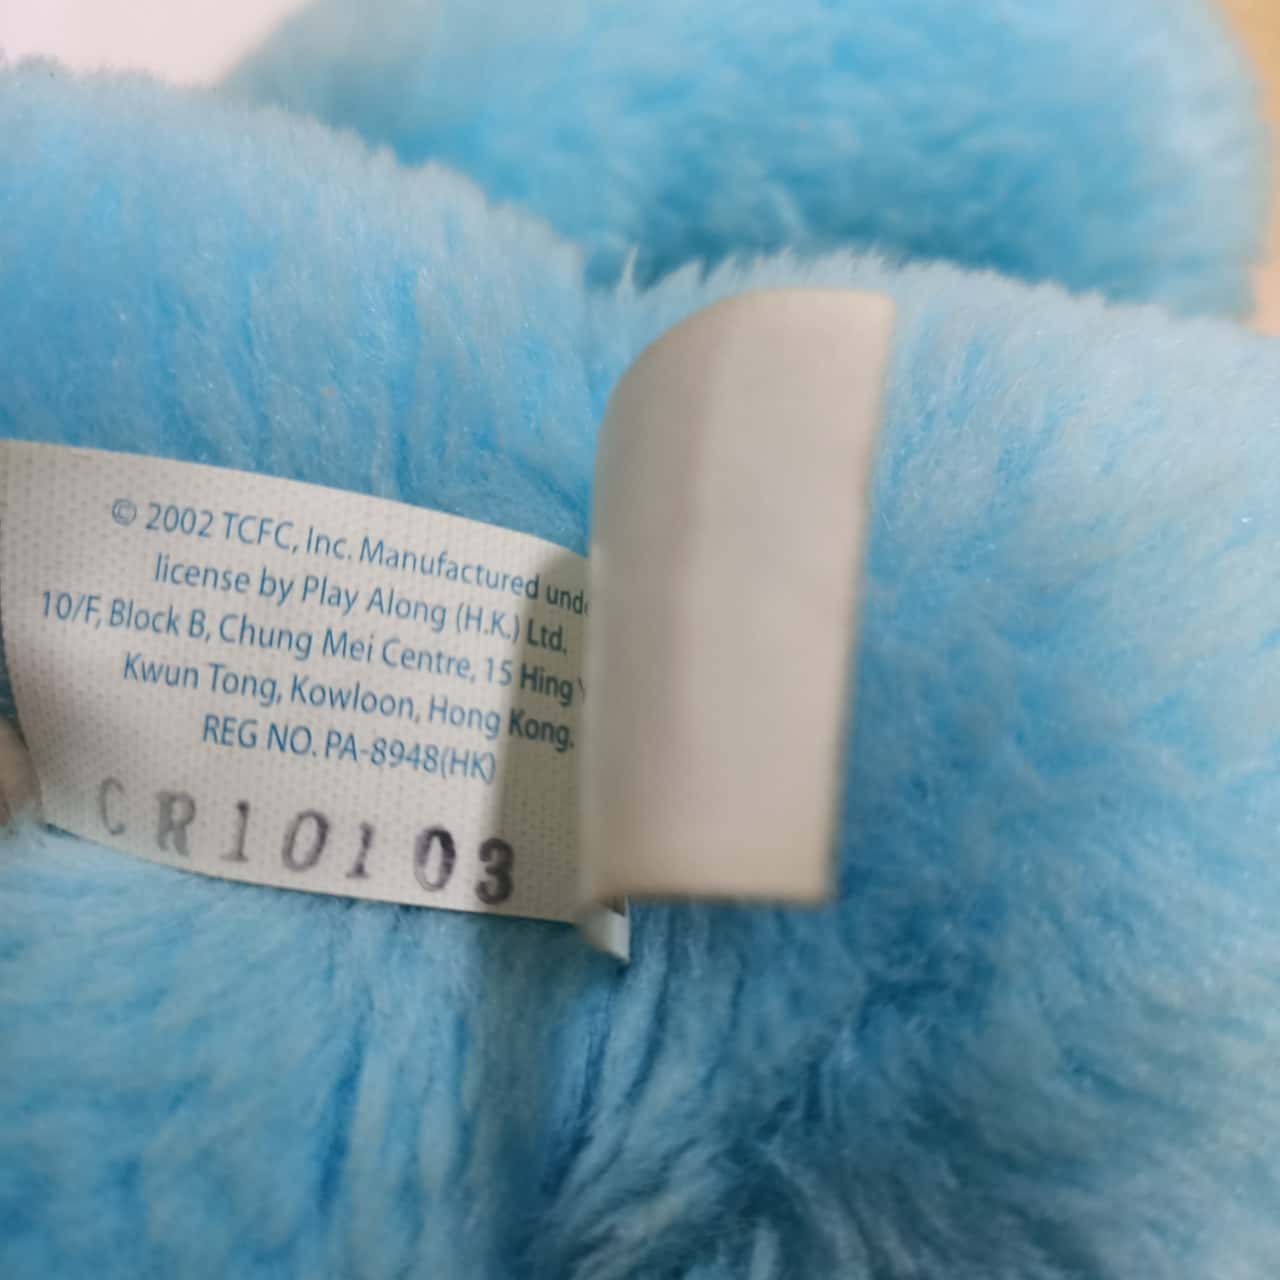 © 2002 TCFC, Inc. Manufactured
license by Play Along (H.K.) Ltd.
10/F, Block B, Chung Mei Centre, 15 Hing
Kwun Tong, Kowloon, Hong Kong.
REG NO. PA-8948(HK)
CR10103